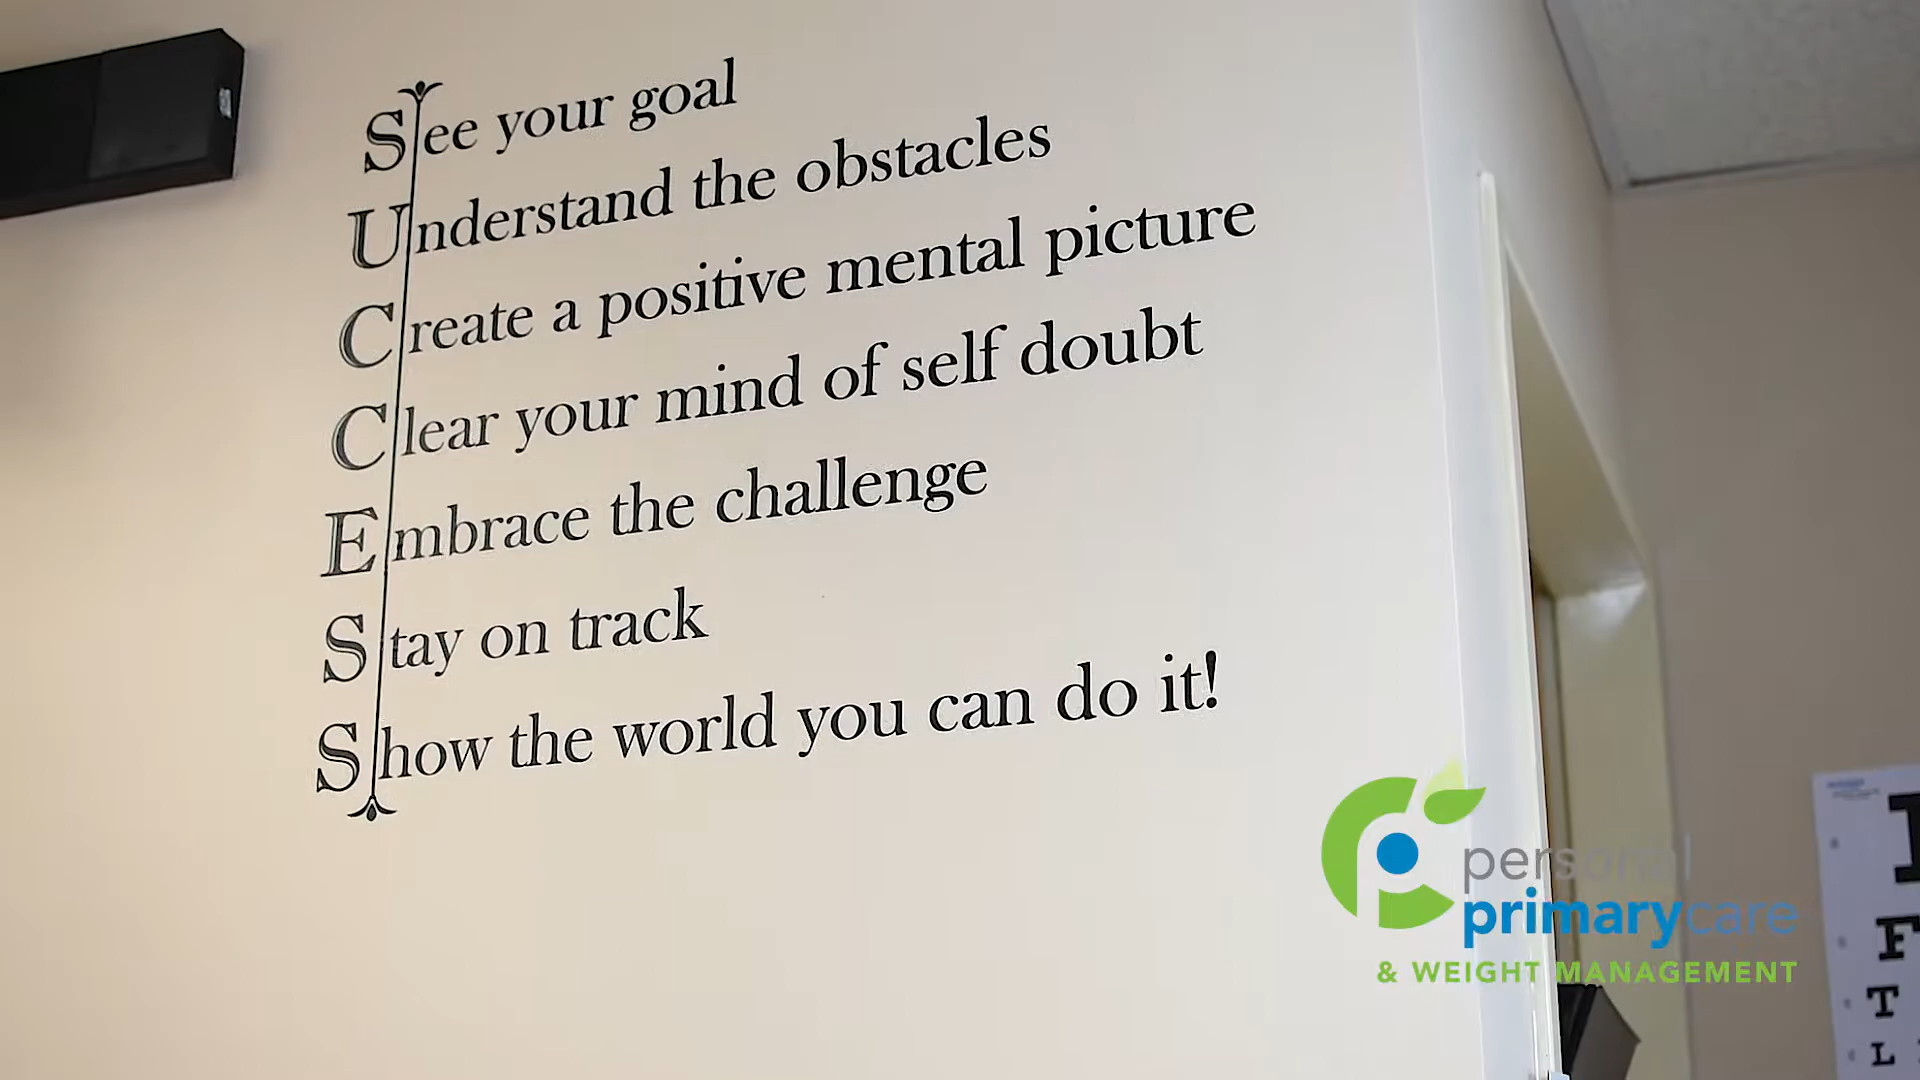 See your goal
Understand the obstacles
Create a positive mental picture
Clear your mind of self doubt
Embrace the challenge
Stay on track
Show the world you can do it!
personal
primarycare
& WEIGHT MANAGEMENT
F
T
L